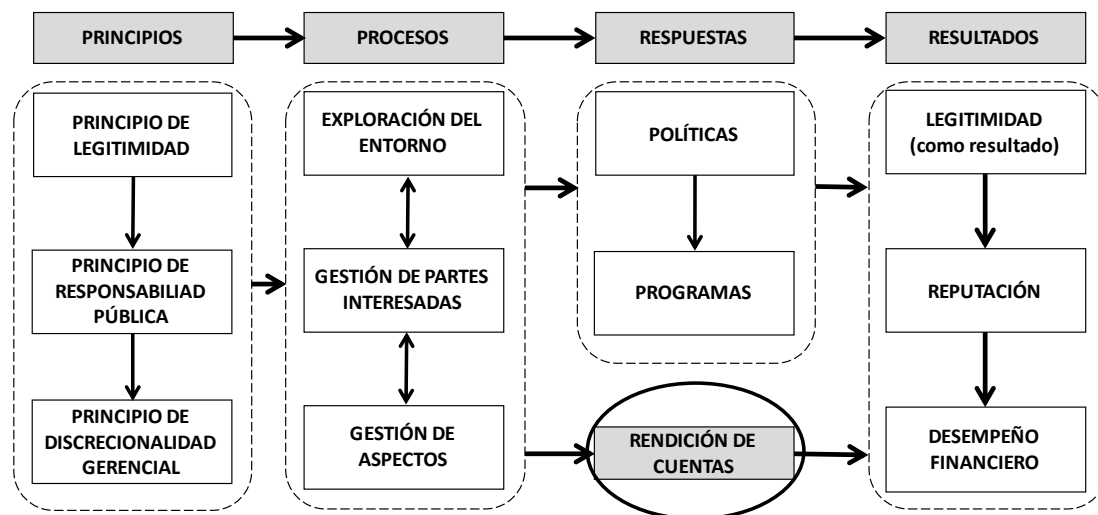 PRINCIPIOS
PROCESOS
RESPUESTAS
RESULTADOS
PRINCIPIO DE
LEGITIMIDAD
PRINCIPIO DE
RESPONSABILIAD
PÚBLICA
PRINCIPIO DE
DISCRECIONALIDAD
GERENCIAL
EXPLORACIÓN DEL
ENTORNO
GESTIÓN DE PARTES
INTERESADAS
GESTIÓN DE
ASPECTOS
POLÍTICAS
PROGRAMAS
RENDICIÓN DE
CUENTAS
LEGITIMIDAD
(como resultado)
REPUTACIÓN
DESEMPEÑO
FINANCIERO